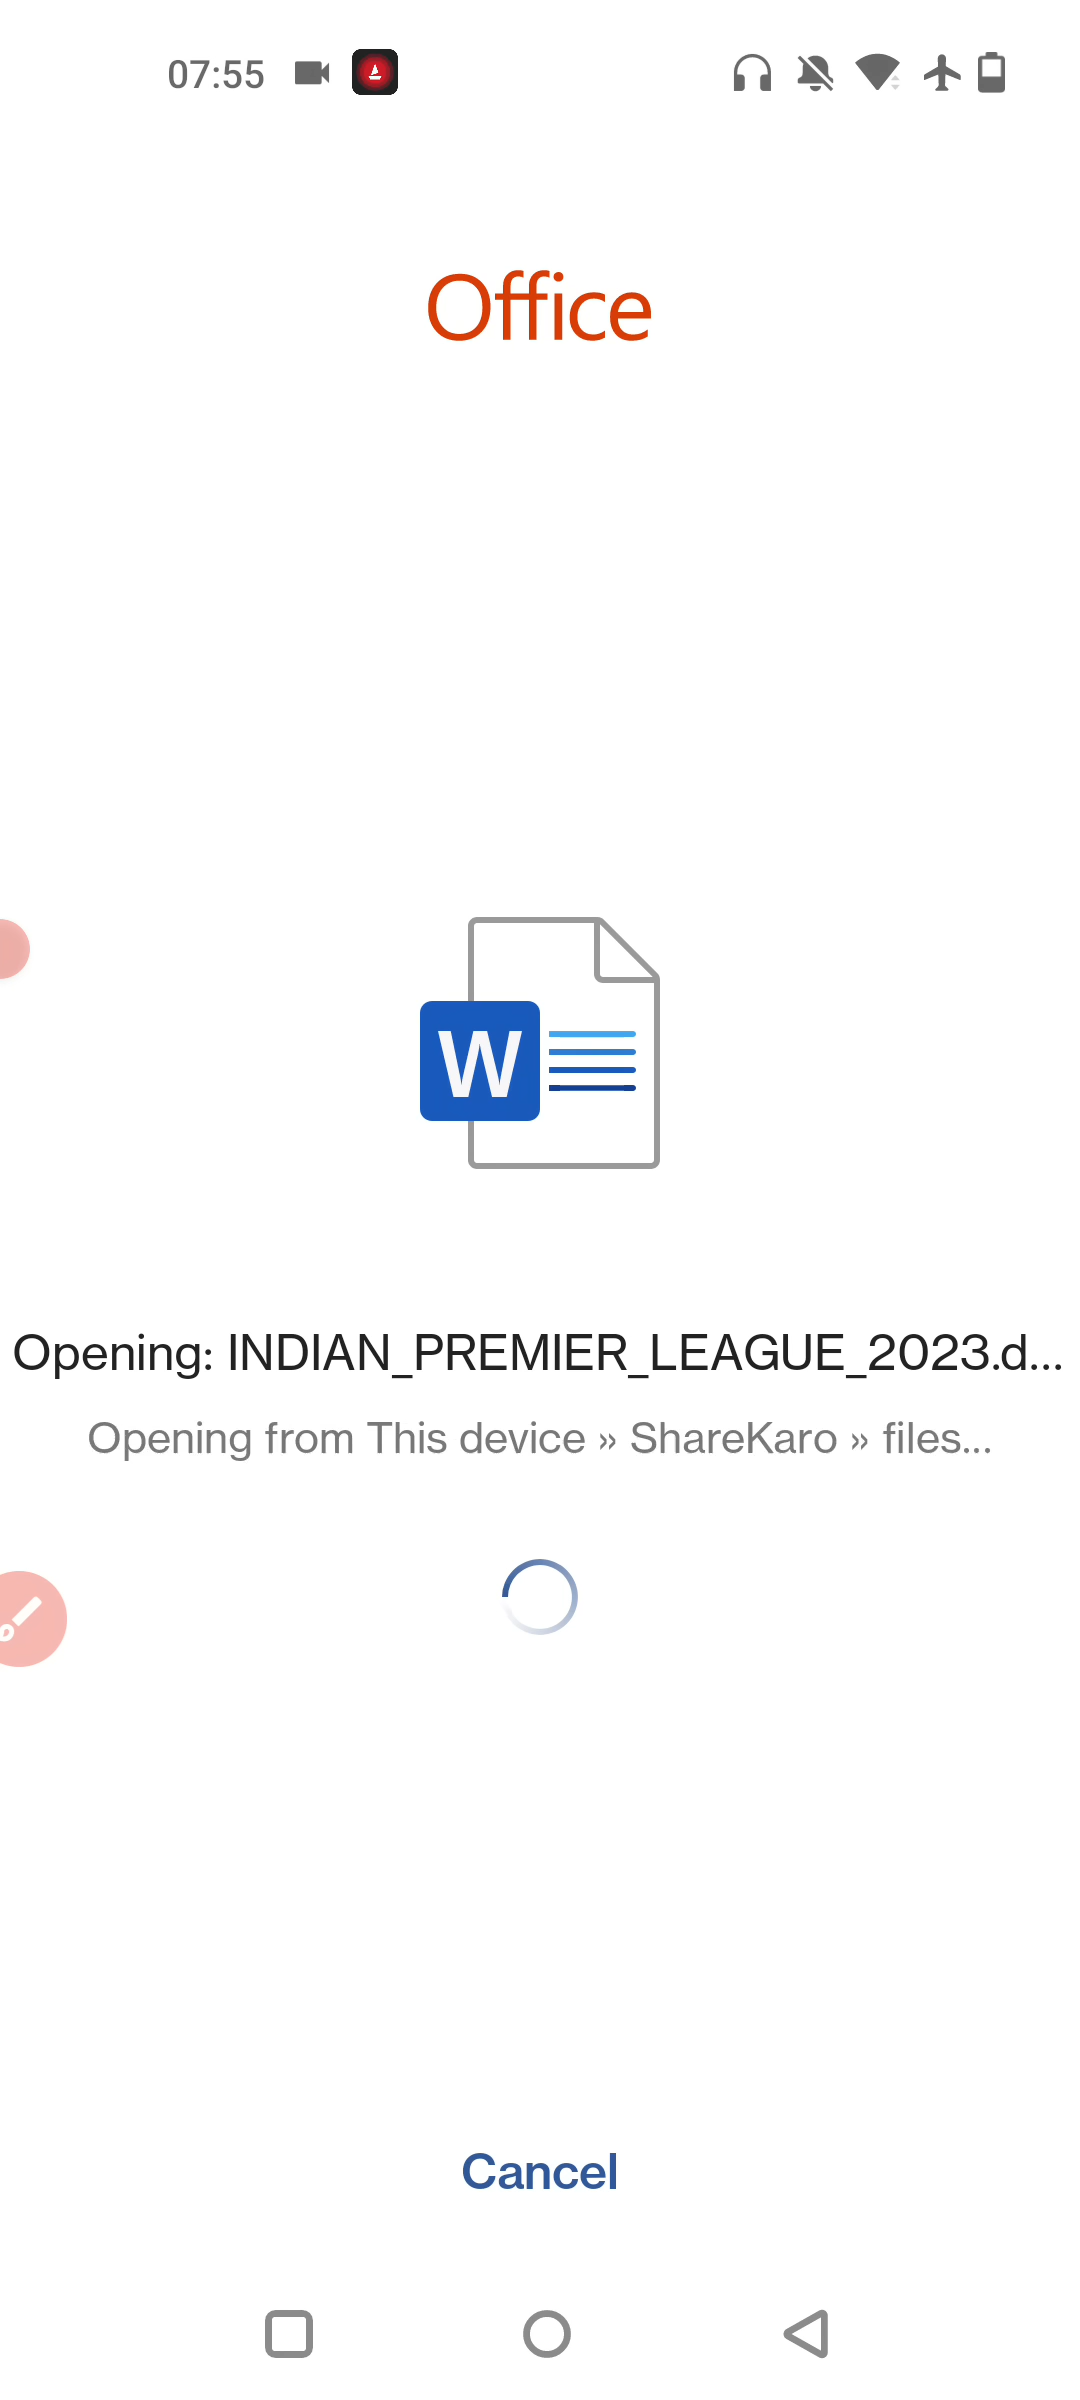 07:55
Office
W
Opening: INDIAN_PREMIER_LEAGUE_2023.d...
Opening from This device » ShareKaro » files...
Cancel